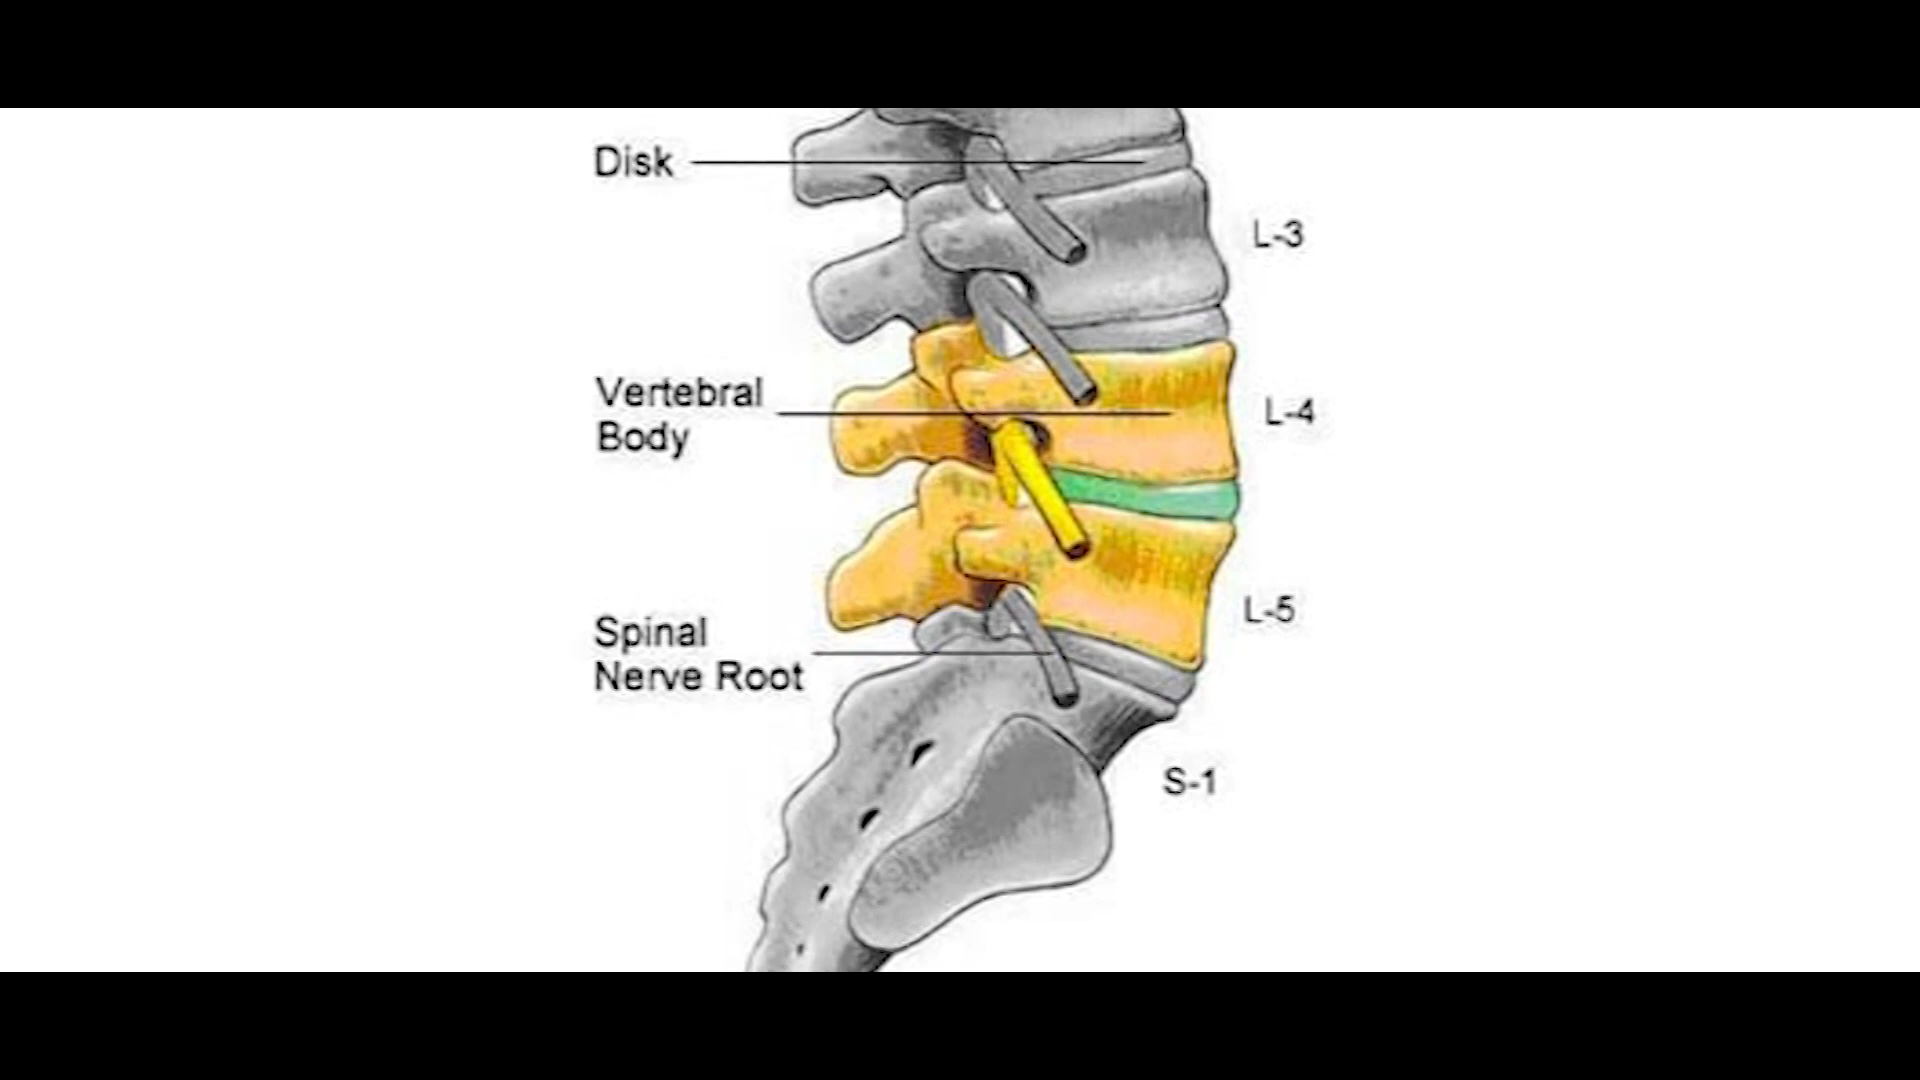 Disk
L-3
Vertebral
Body
L-4
L-5
Spinal
Nerve Root
S-1